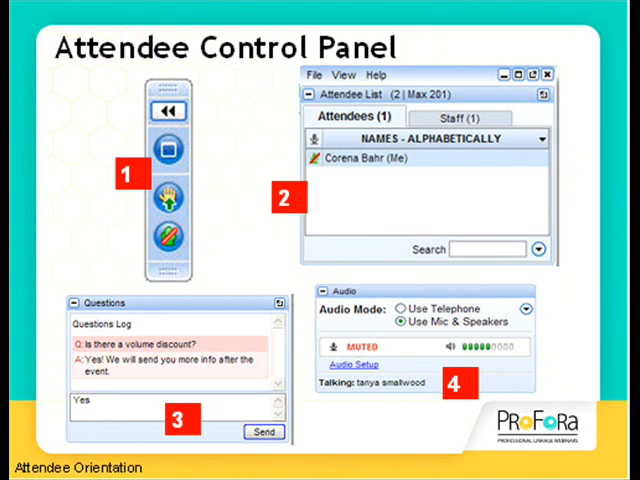 Attendee Control Panel
File View Help
Attendee List (2 | Max 201)
Attendees (1)
Staff (1)
NAMES - ALPHABETICALLY
Corena Bahr (Me)
Search
1
2
Questions
Questions Log
Q: Is there a volume discount?
A: Yes! We will send you more info after the
event.
Yes
Send
3
Audio
Audio Mode: Use Telephone
Use Mic & Speakers
MUTED
Audio Setup
Talking: tanya smallwood
4
PROFORA
PROFESSIONAL LINKAGE WEBINARS
Attendee Orientation